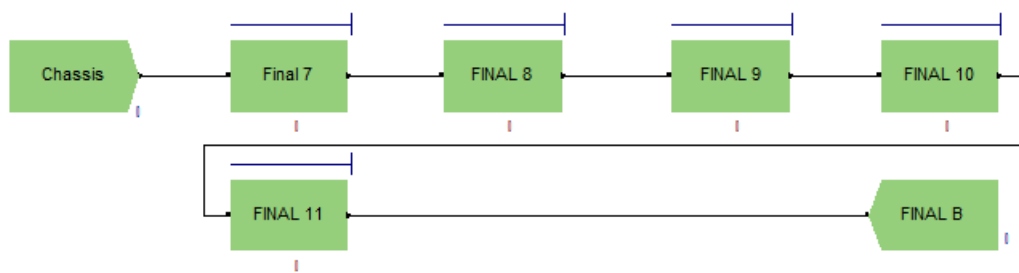 Chassis
Final 7
FINAL 8
FINAL 9
FINAL 10
FINAL 11
FINAL B